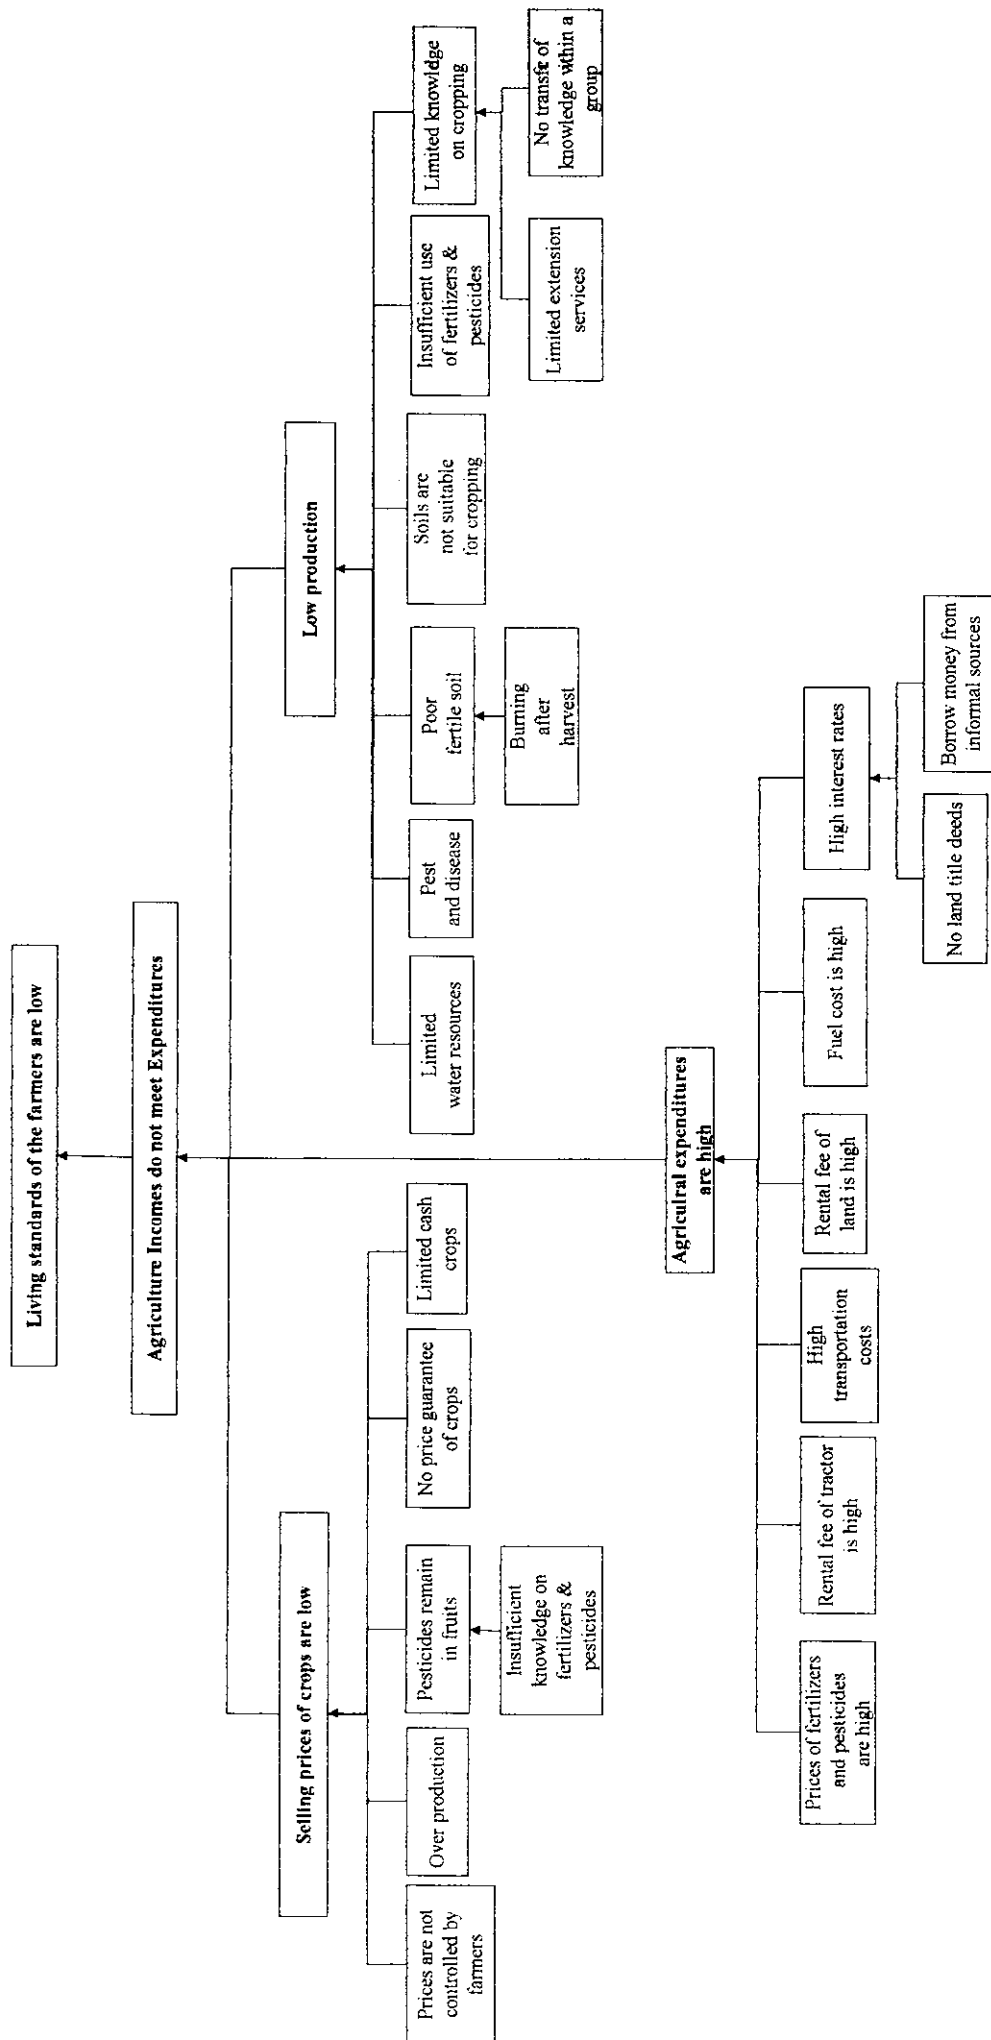 Living standards of the farmers are low
Agriculture Incomes do not meet Expenditures
Selling prices of crops are low
Low production
Prices are not
controlled by
farmers
Over production
Pesticides remain
in fruits
No price guarantee
of crops
Limited cash
crops
Limited
water resources
Pest
and disease
Poor
fertile soil
Soils are
not suitable
for cropping
Insufficient use
of fertilizers &
pesticides
Limited knowledge
on cropping
Insufficient
knowledge on
fertilizers &
pesticides
Burning
after
harvest
Limited extension
services
No transfer of
knowledge within a
group
Agricultral expenditures
are high
Prices of fertilizers
and pesticides
are high
Rental fee of tractor
is high
High
transportation
costs
Rental fee of
land is high
Fuel cost is high
High interest rates
No land title deeds
Borrow money from
informal sources